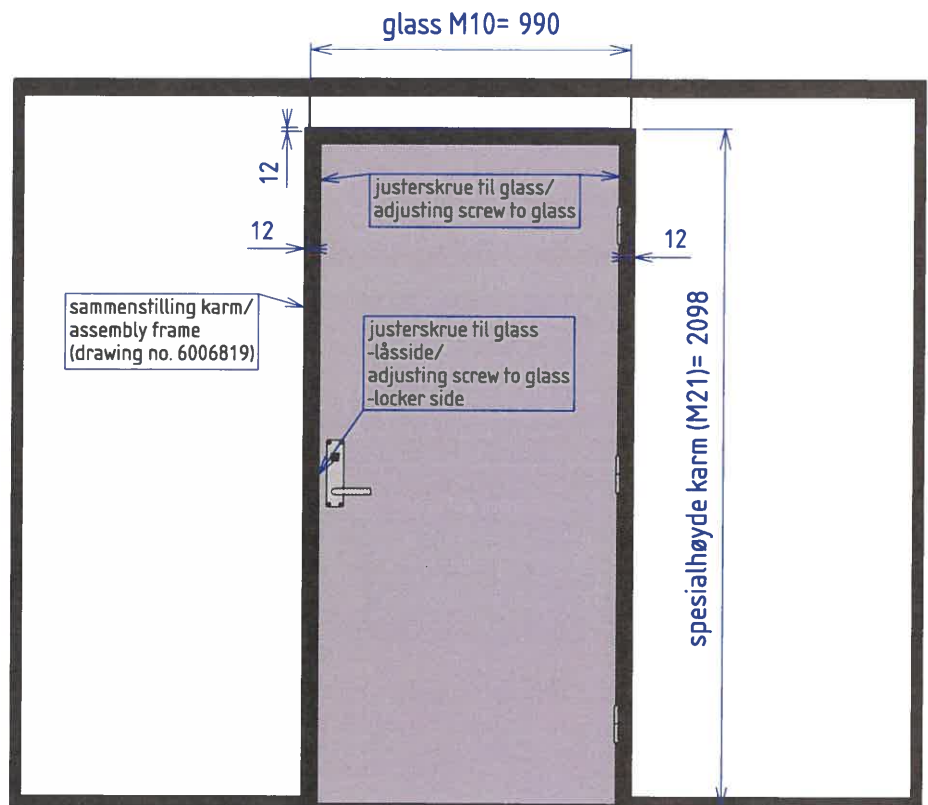 glass M10= 990
12
justerskrue til glass/
adjusting screw to glass
12
12
sammenstilling karm/
assembly frame
(drawing no. 6006819)
justerskrue til glass
-låsside/
adjusting screw to glass
-locker side
spesialhøyde karm (M21)= 2098